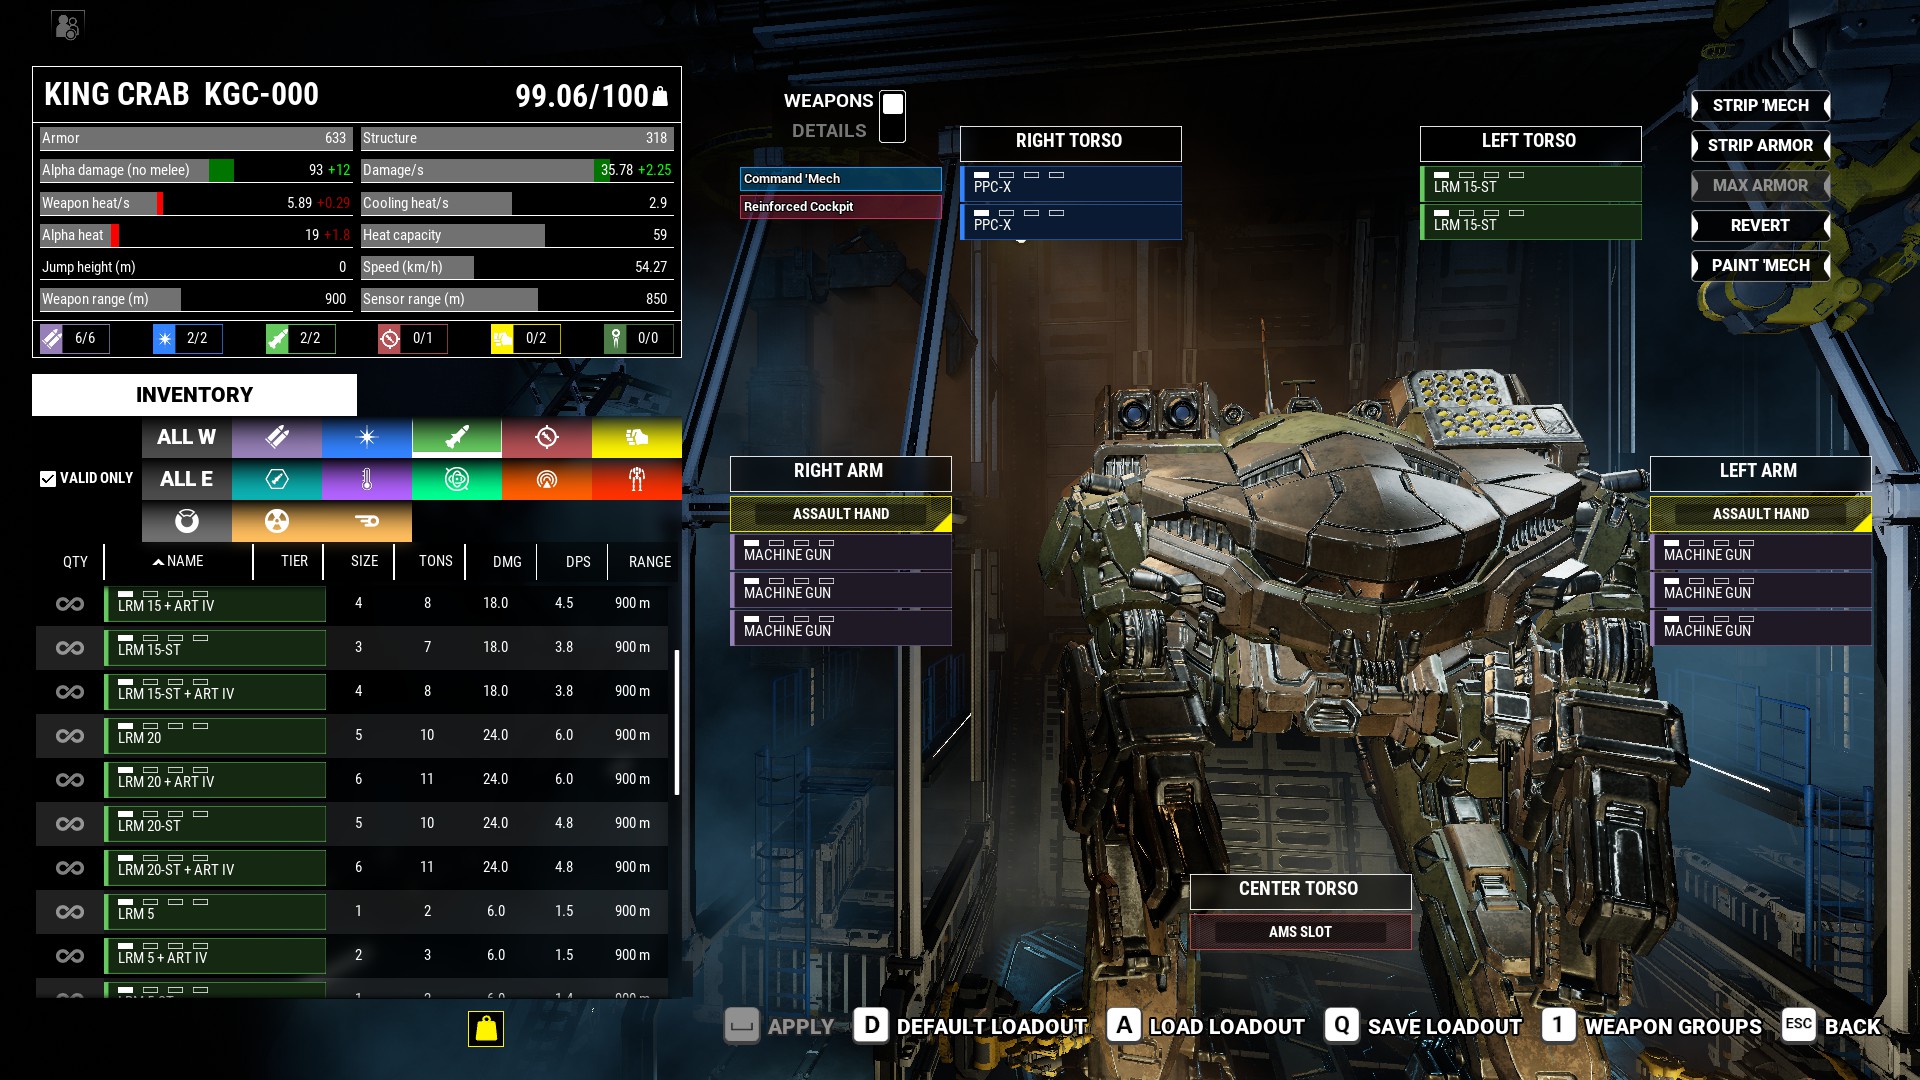 KING CRAB KGC-000 99.06/100
Armor 633 Structure 318
Alpha damage (no melee) 93 +12 Damage/s 35.78 +2.25
Weapon heat/s 5.89 +0.29 Cooling heat/s 2.9
Alpha heat 19 +1.8 Heat capacity 59
Jump height (m) 0 Speed (km/h) 54.27
Weapon range (m) 900 Sensor range (m) 850
6/6 2/2 2/2 0/1 0/2 0/0
INVENTORY
ALL W
VALID ONLY ALL E
QTY NAME TIER SIZE TONS DMG DPS RANGE
LRM 15 + ART IV 4 8 18.0 4.5 900 m
LRM 15-ST 3 7 18.0 3.8 900 m
LRM 15-ST + ART IV 4 8 18.0 3.8 900 m
LRM 20 5 10 24.0 6.0 900 m
LRM 20 + ART IV 6 11 24.0 6.0 900 m
LRM 20-ST 5 10 24.0 4.8 900 m
LRM 20-ST + ART IV 6 11 24.0 4.8 900 m
LRM 5 1 2 6.0 1.5 900 m
LRM 5 + ART IV 2 3 6.0 1.5 900 m
WEAPONS
DETAILS
Command 'Mech
Reinforced Cockpit
RIGHT TORSO
PPC-X
PPC-X
LEFT TORSO
LRM 15-ST
LRM 15-ST
STRIP 'MECH
STRIP ARMOR
MAX ARMOR
REVERT
PAINT 'MECH
RIGHT ARM
ASSAULT HAND
MACHINE GUN
MACHINE GUN
MACHINE GUN
LEFT ARM
ASSAULT HAND
MACHINE GUN
MACHINE GUN
MACHINE GUN
CENTER TORSO
AMS SLOT
APPLY D DEFAULT LOADOUT A LOAD LOADOUT Q SAVE LOADOUT 1 WEAPON GROUPS ESC BACK